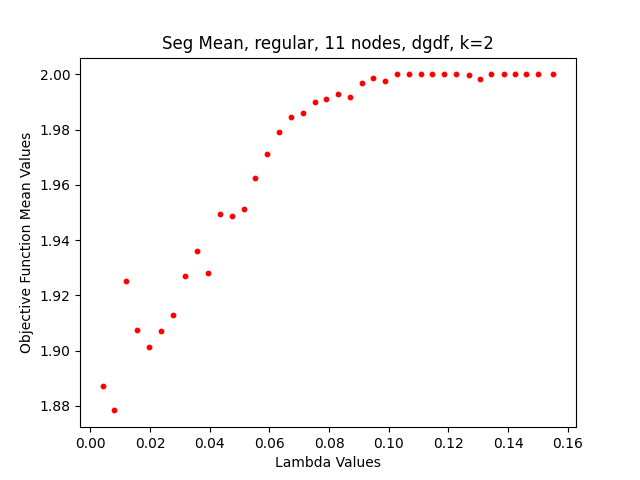 Seg Mean, regular, 11 nodes, dgdf, k=2
Objective Function Mean Values
2.00
1.98
1.96
1.94
1.92
1.90
1.88
0.00 0.02 0.04 0.06 0.08 0.10 0.12 0.14 0.16
Lambda Values